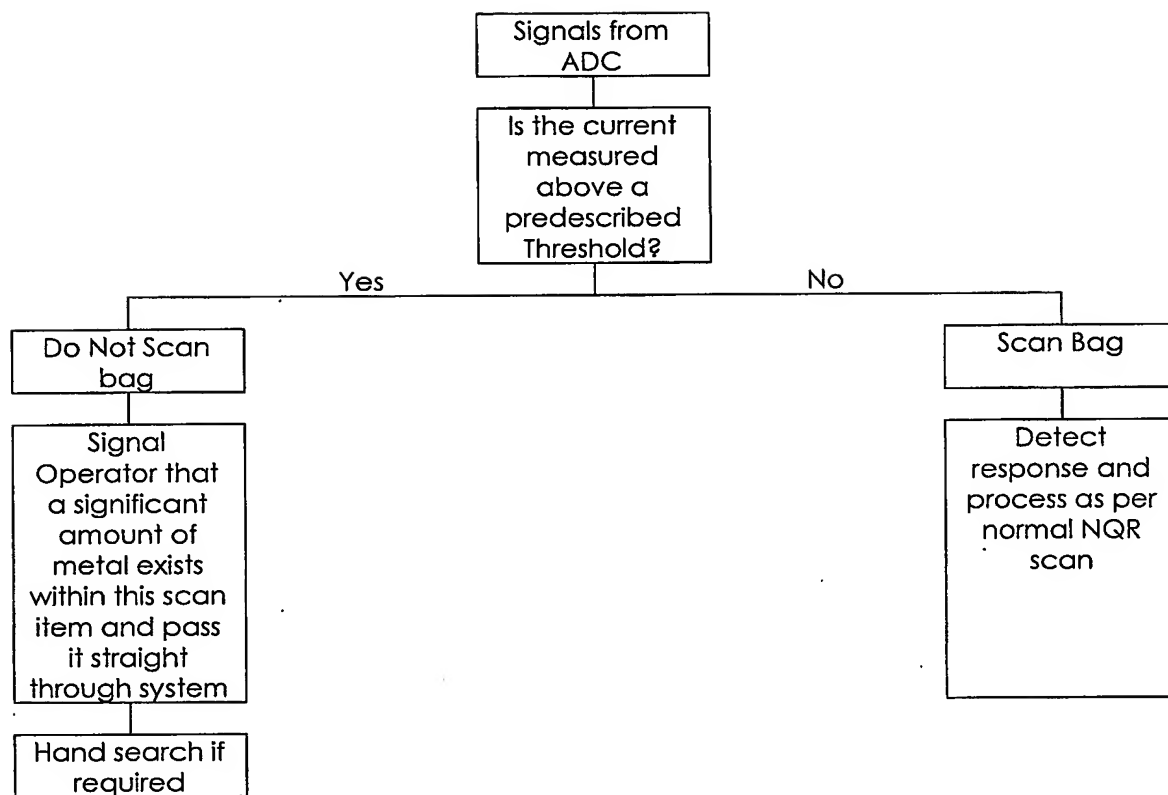 Signals from
ADC
Is the current
measured
above a
predescribed
Threshold?
Yes
No
Do Not Scan
bag
Scan Bag
Signal
Operator that
a significant
amount of
metal exists
within this scan
item and pass
it straight
through system
Detect
response and
process as per
normal NQR
scan
Hand search if
required